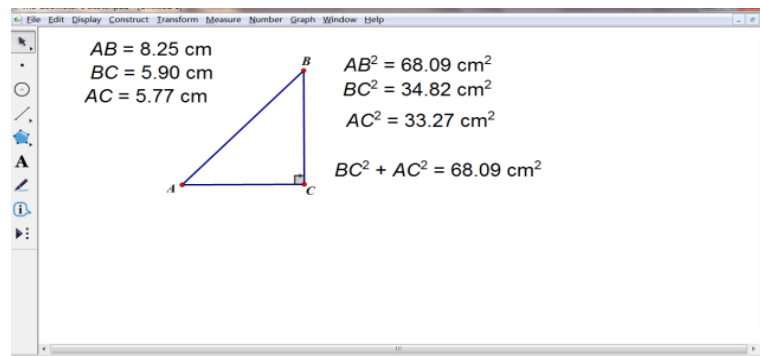 File Edit Display Construct Transform Measure Number Graph Window Help
AB = 8.25 cm
BC = 5.90 cm
AC = 5.77 cm
AB² = 68.09 cm²
BC² = 34.82 cm²
AC² = 33.27 cm²
BC² + AC² = 68.09 cm²
B
A
C
A